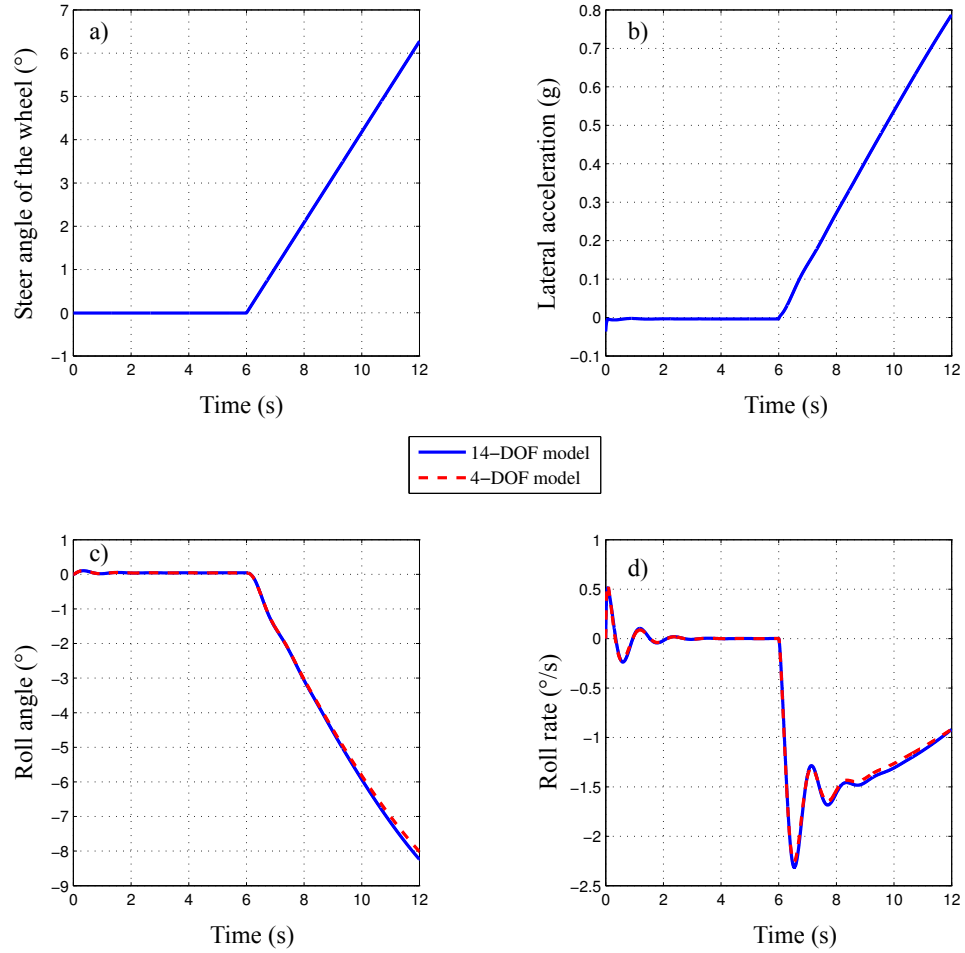 a)
Steer angle of the wheel (°)
7
6
5
4
3
2
1
0
−1
0 2 4 6 8 10 12
Time (s)
b)
Lateral acceleration (g)
0.8
0.7
0.6
0.5
0.4
0.3
0.2
0.1
0
−0.1
0 2 4 6 8 10 12
Time (s)
14−DOF model
4−DOF model
c)
Roll angle (°)
1
0
−1
−2
−3
−4
−5
−6
−7
−8
−9
0 2 4 6 8 10 12
Time (s)
d)
Roll rate (°/s)
1
0.5
0
−0.5
−1
−1.5
−2
−2.5
0 2 4 6 8 10 12
Time (s)